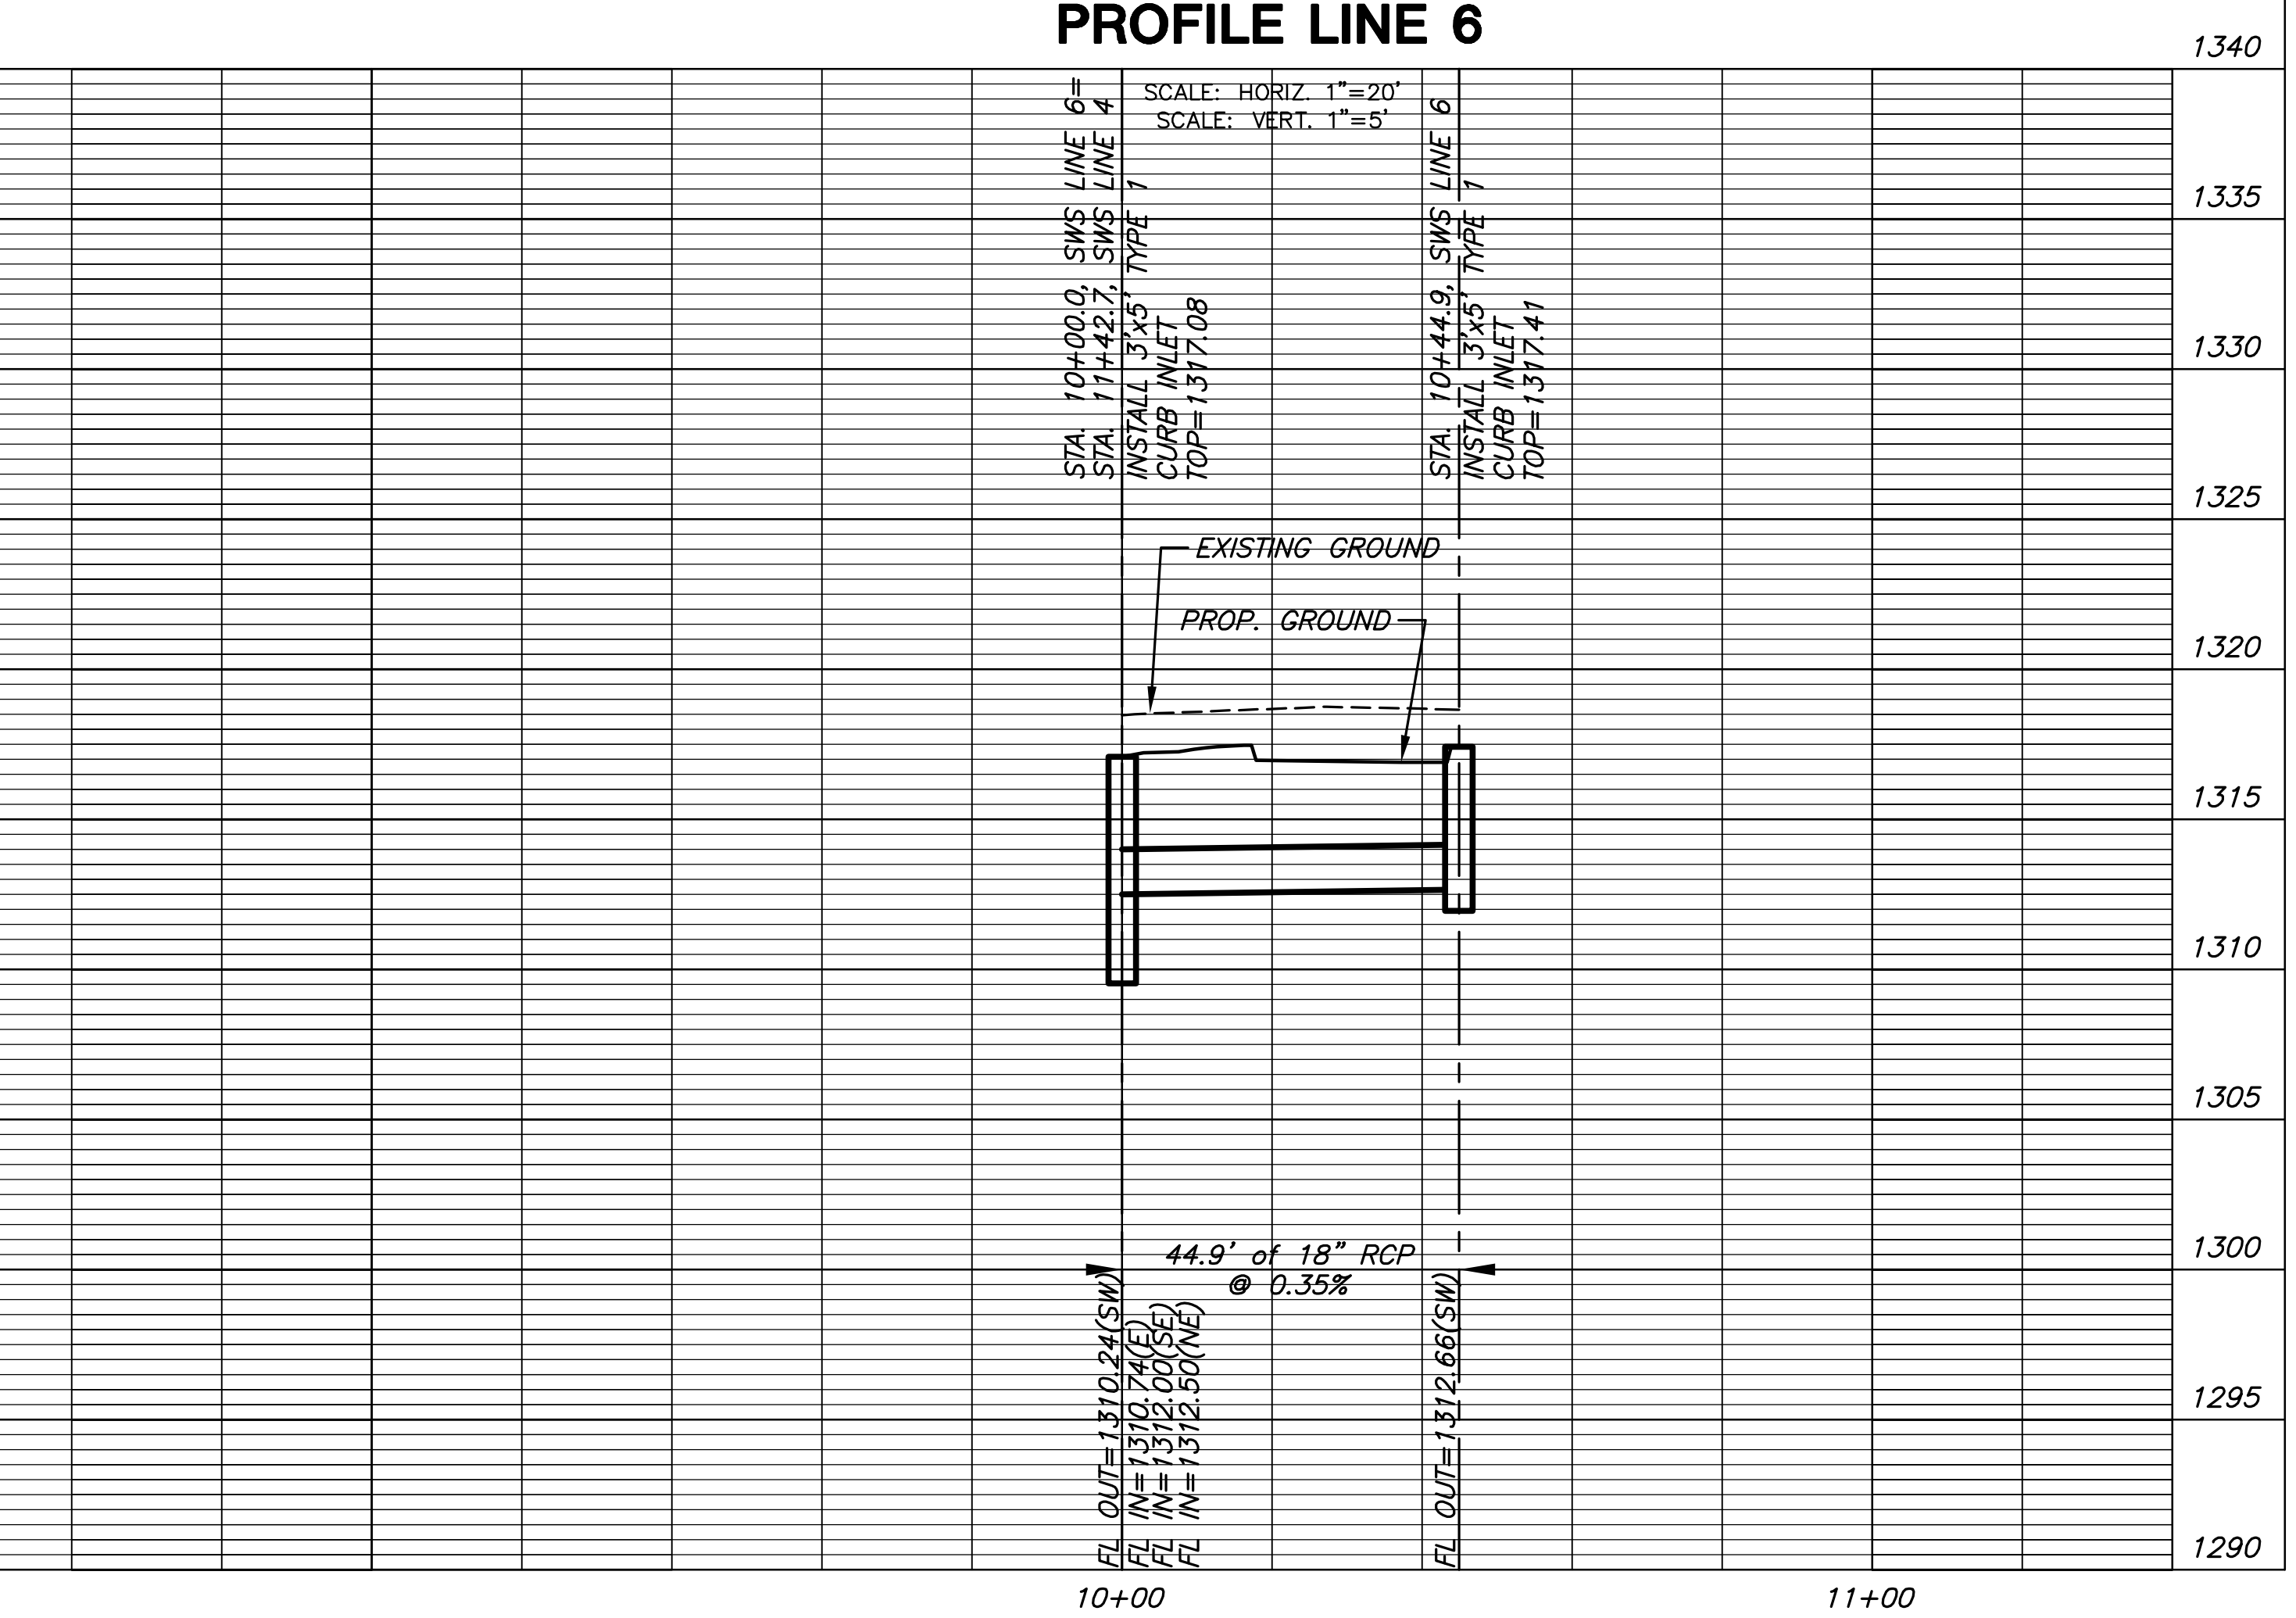 PROFILE LINE 6
SCALE: HORIZ. 1"=20'
SCALE: VERT. 1"=5'
STA. 10+00.0, SWS LINE 6=
STA. 11+42.7, SWS LINE 4
INSTALL 3'x5' TYPE 1
CURB INLET
TOP=1317.08
STA. 10+44.9, SWS LINE 6
INSTALL 3'x5' TYPE 1
CURB INLET
TOP=1317.41
EXISTING GROUND
PROP. GROUND
44.9' of 18" RCP
@ 0.35%
FL OUT=1310.24(SW)
FL IN=1310.74(E)
FL IN=1312.00(SE)
FL IN=1312.50(NE)
FL OUT=1312.66(SW)
1340
1335
1330
1325
1320
1315
1310
1305
1300
1295
1290
10+00
11+00